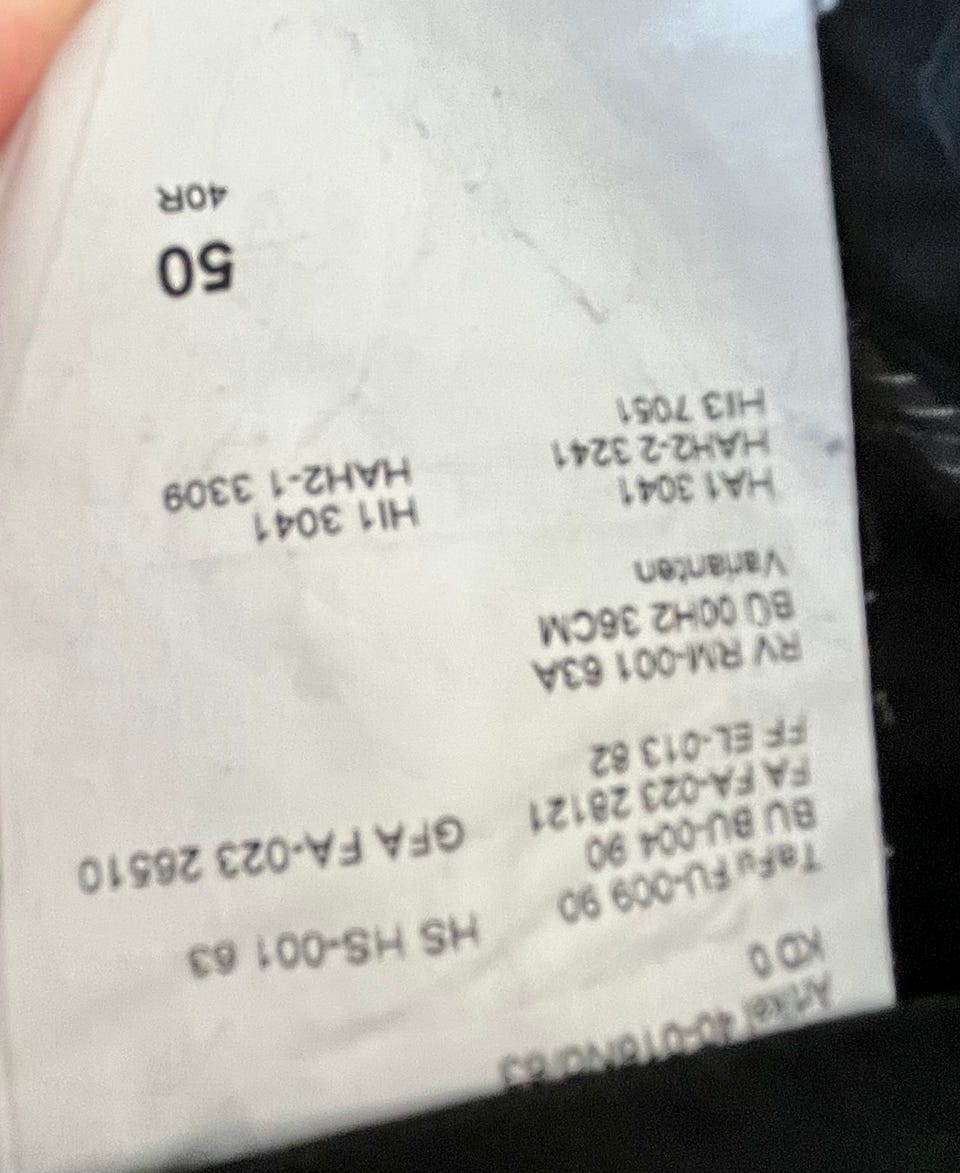 Artikel
KD 0
TaFu FU-009 90 HS HS-001 63
BU BU-004 90
FA FA-023 28121 GFA FA-023 26510
FF EL-013 82
RV RM-001 63A
BÜ 00H2 36CM
Varianten
HA1 3041 HI1 3041
HAH2-2 3241 HAH2-1 3309
HI3 7051
50
40R